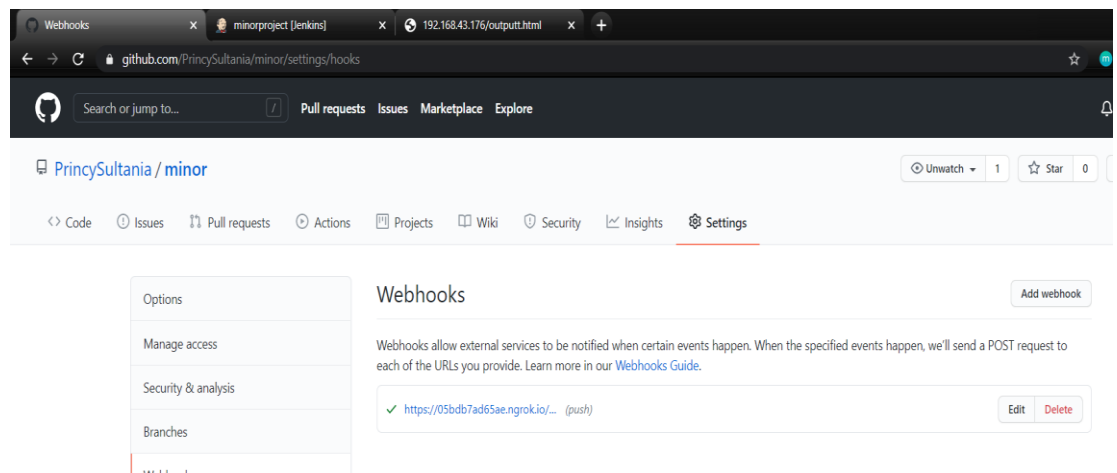 Webhooks
minorproject [Jenkins]
192.168.43.176/outputt.html
github.com/PrincySultania/minor/settings/hooks
Search or jump to...
/
Pull requests Issues Marketplace Explore
PrincySultania / minor
Unwatch 1
Star 0
Code
Issues
Pull requests
Actions
Projects
Wiki
Security
Insights
Settings
Options
Manage access
Security & analysis
Branches
Webhooks
Add webhook
Webhooks allow external services to be notified when certain events happen. When the specified events happen, we'll send a POST request to
each of the URLs you provide. Learn more in our Webhooks Guide.
https://05bdb7ad65ae.ngrok.io/... (push)
Edit Delete